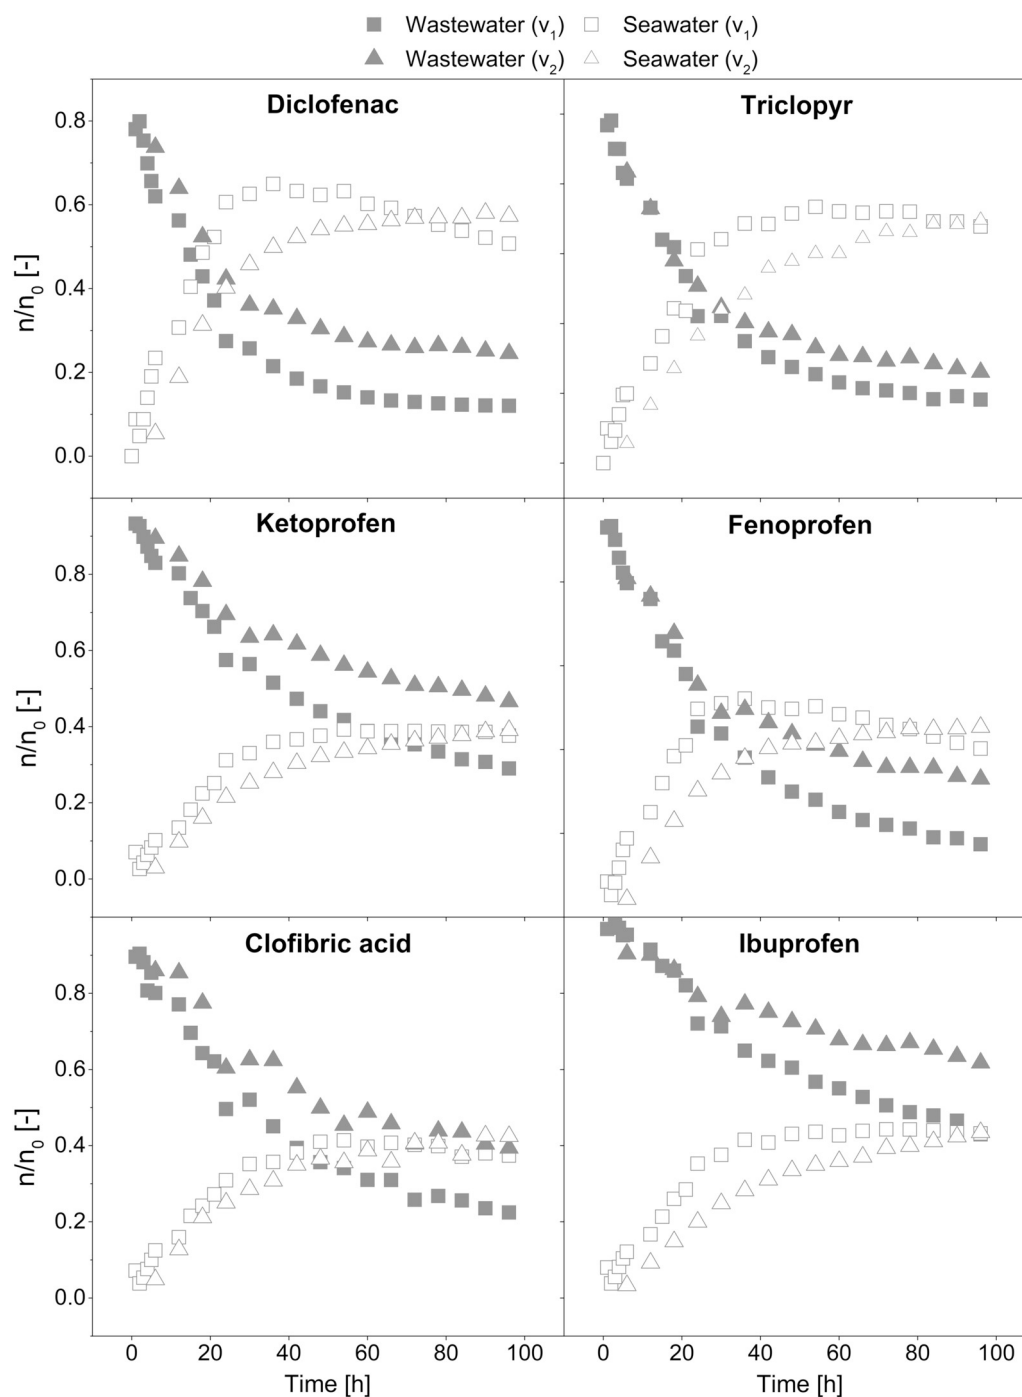 Wastewater (v₁) Seawater (v₁)
Wastewater (v₂) Seawater (v₂)
Diclofenac Triclopyr
0.8
0.6
0.4
0.2
0.0
n/n₀ [-]
Ketoprofen Fenoprofen
0.8
0.6
0.4
0.2
0.0
n/n₀ [-]
Clofibric acid Ibuprofen
0.8
0.6
0.4
0.2
0.0
n/n₀ [-]
0 20 40 60 80 100 0 20 40 60 80 100
Time [h] Time [h]